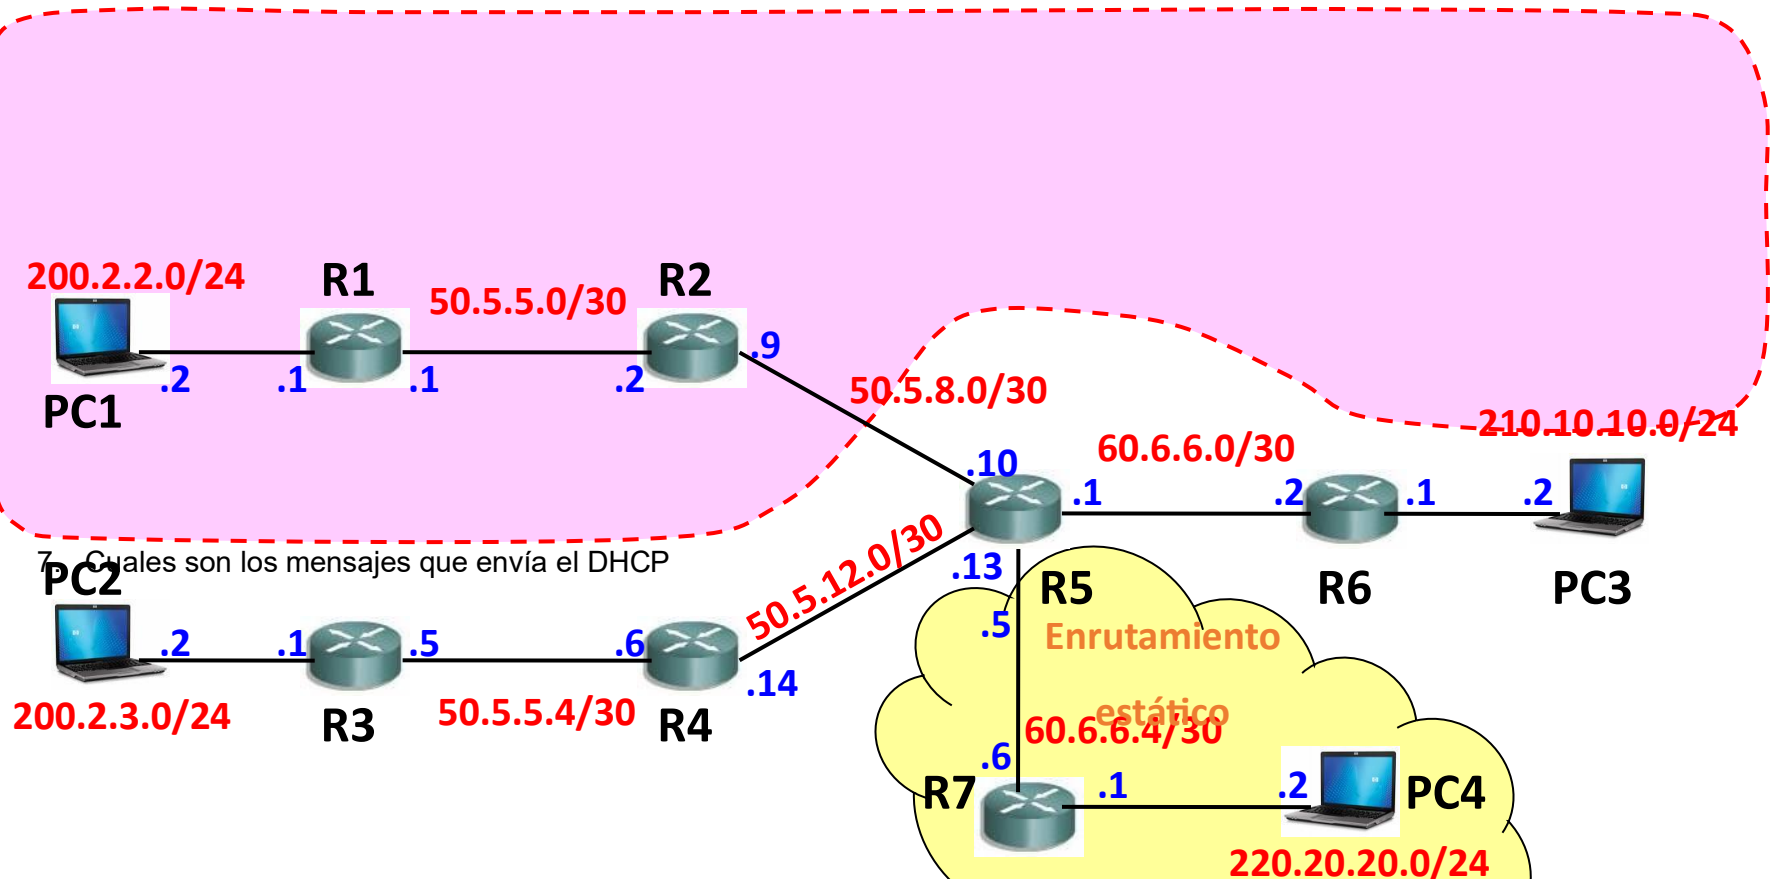 200.2.2.0/24
R1
50.5.5.0/30
R2
.9
.2
.1
.1
.2
PC1
50.5.8.0/30
210.10.10.0/24
60.6.6.0/30
.10
.1
.2
.1
.2
50.5.12.0/30
7. Cuales son los mensajes que envía el DHCP
PC2
.13
R5
R6
PC3
.2
.1
.5
.6
.5
Enrutamiento
estático
.14
200.2.3.0/24
R3
50.5.5.4/30
R4
60.6.6.4/30
.6
R7
.1
.2
PC4
220.20.20.0/24